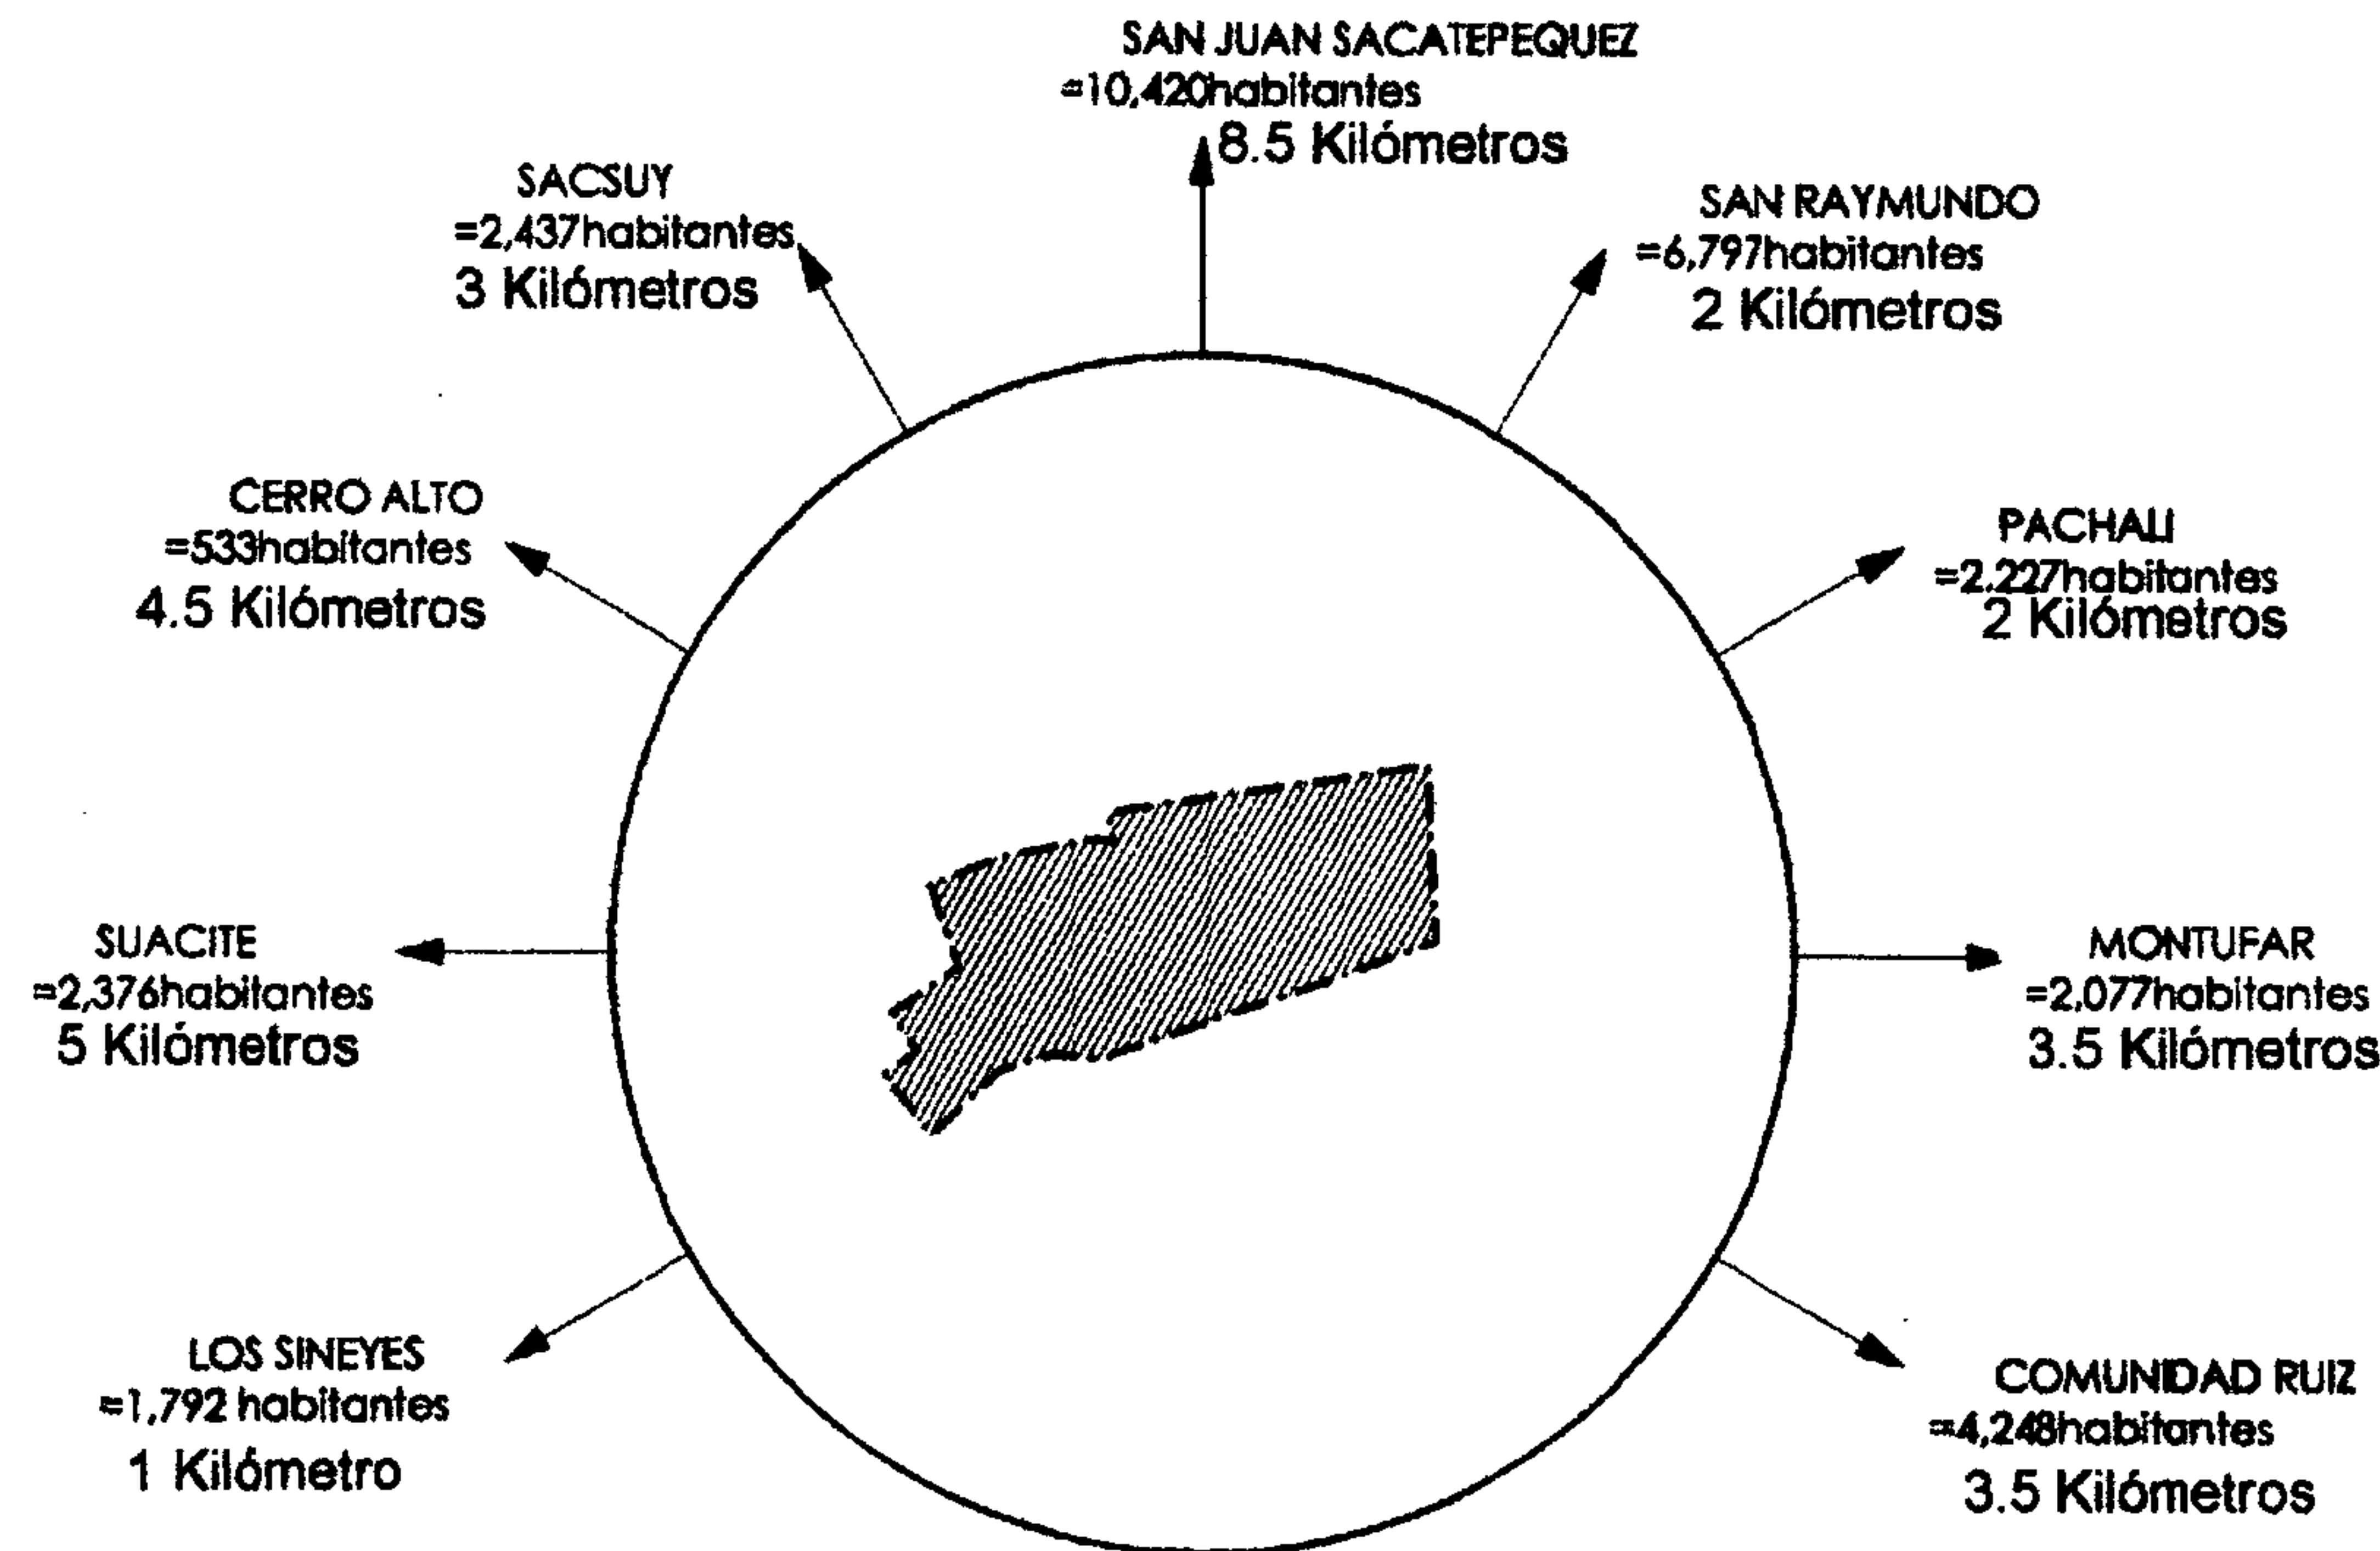 SAN JUAN SACATEPEQUEZ
=10,420habitantes
8.5 Kilómetros
SACSUY
=2,437habitantes
3 Kilómetros
SAN RAYMUNDO
=6,797habitantes
2 Kilómetros
CERRO ALTO
=533habitantes
4.5 Kilómetros
PACHALI
=2.227habitantes
2 Kilómetros
SUACITE
=2,376habitantes
5 Kilómetros
MONTUFAR
=2,077habitantes
3.5 Kilómetros
LOS SINEYES
=1,792 habitantes
1 Kilómetro
COMUNIDAD RUIZ
=4,248habitantes
3.5 Kilómetros